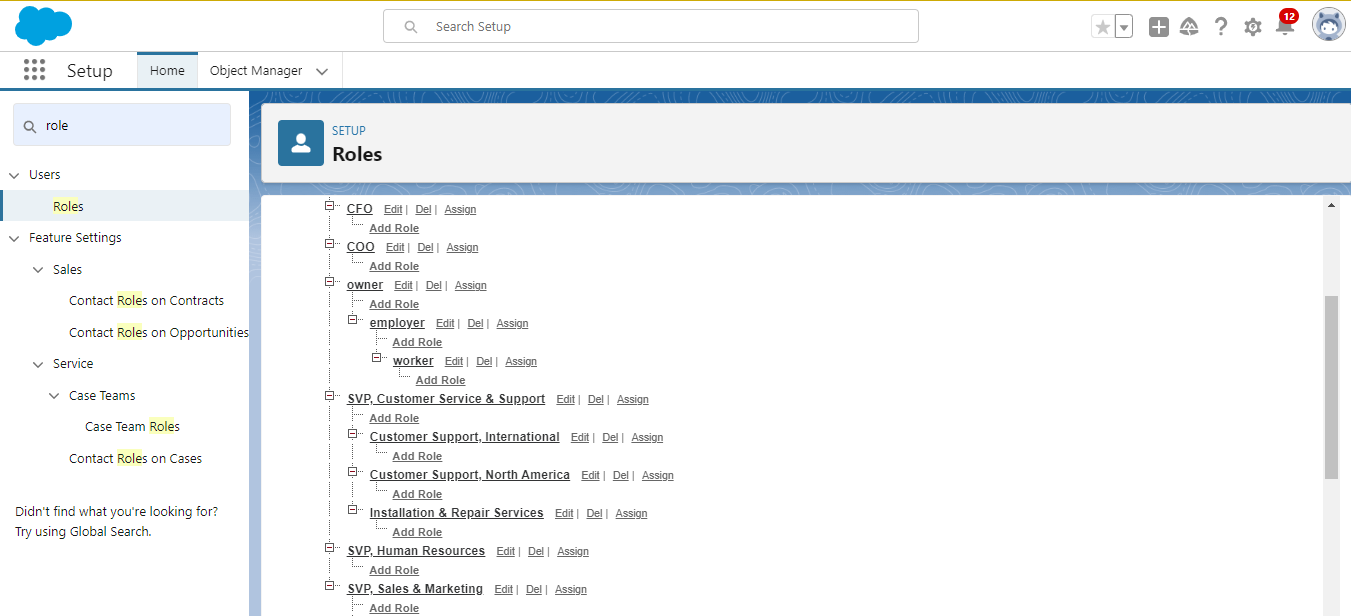 Search Setup
12
Setup
Home
Object Manager
role
Users
Roles
Feature Settings
Sales
Contact Roles on Contracts
Contact Roles on Opportunities
Service
Case Teams
Case Team Roles
Contact Roles on Cases
Didn't find what you're looking for?
Try using Global Search.
SETUP
Roles
CFO Edit | Del | Assign
Add Role
COO Edit | Del | Assign
Add Role
owner Edit | Del | Assign
Add Role
employer Edit | Del | Assign
Add Role
worker Edit | Del | Assign
Add Role
SVP, Customer Service & Support Edit | Del | Assign
Add Role
Customer Support, International Edit | Del | Assign
Add Role
Customer Support, North America Edit | Del | Assign
Add Role
Installation & Repair Services Edit | Del | Assign
Add Role
SVP, Human Resources Edit | Del | Assign
Add Role
SVP, Sales & Marketing Edit | Del | Assign
Add Role